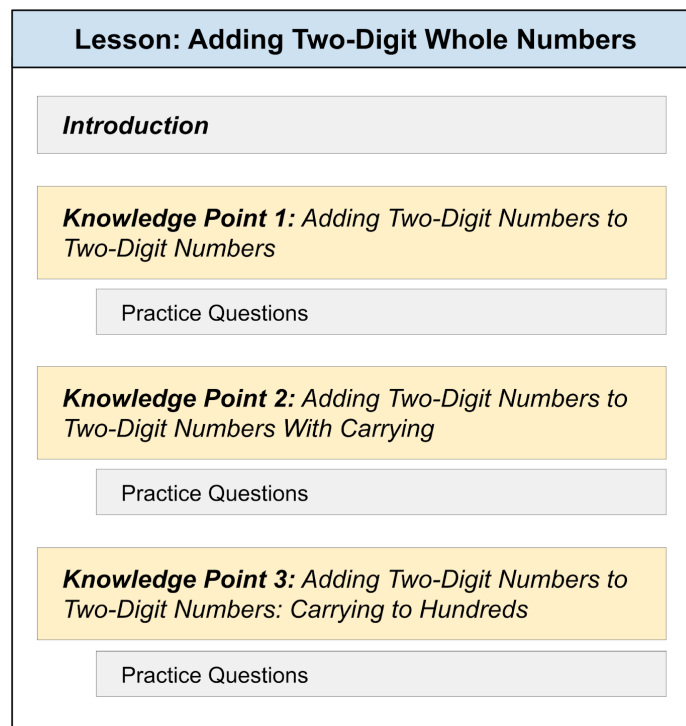 Lesson: Adding Two-Digit Whole Numbers
Introduction
Knowledge Point 1: Adding Two-Digit Numbers to
Two-Digit Numbers
Practice Questions
Knowledge Point 2: Adding Two-Digit Numbers to
Two-Digit Numbers With Carrying
Practice Questions
Knowledge Point 3: Adding Two-Digit Numbers to
Two-Digit Numbers: Carrying to Hundreds
Practice Questions